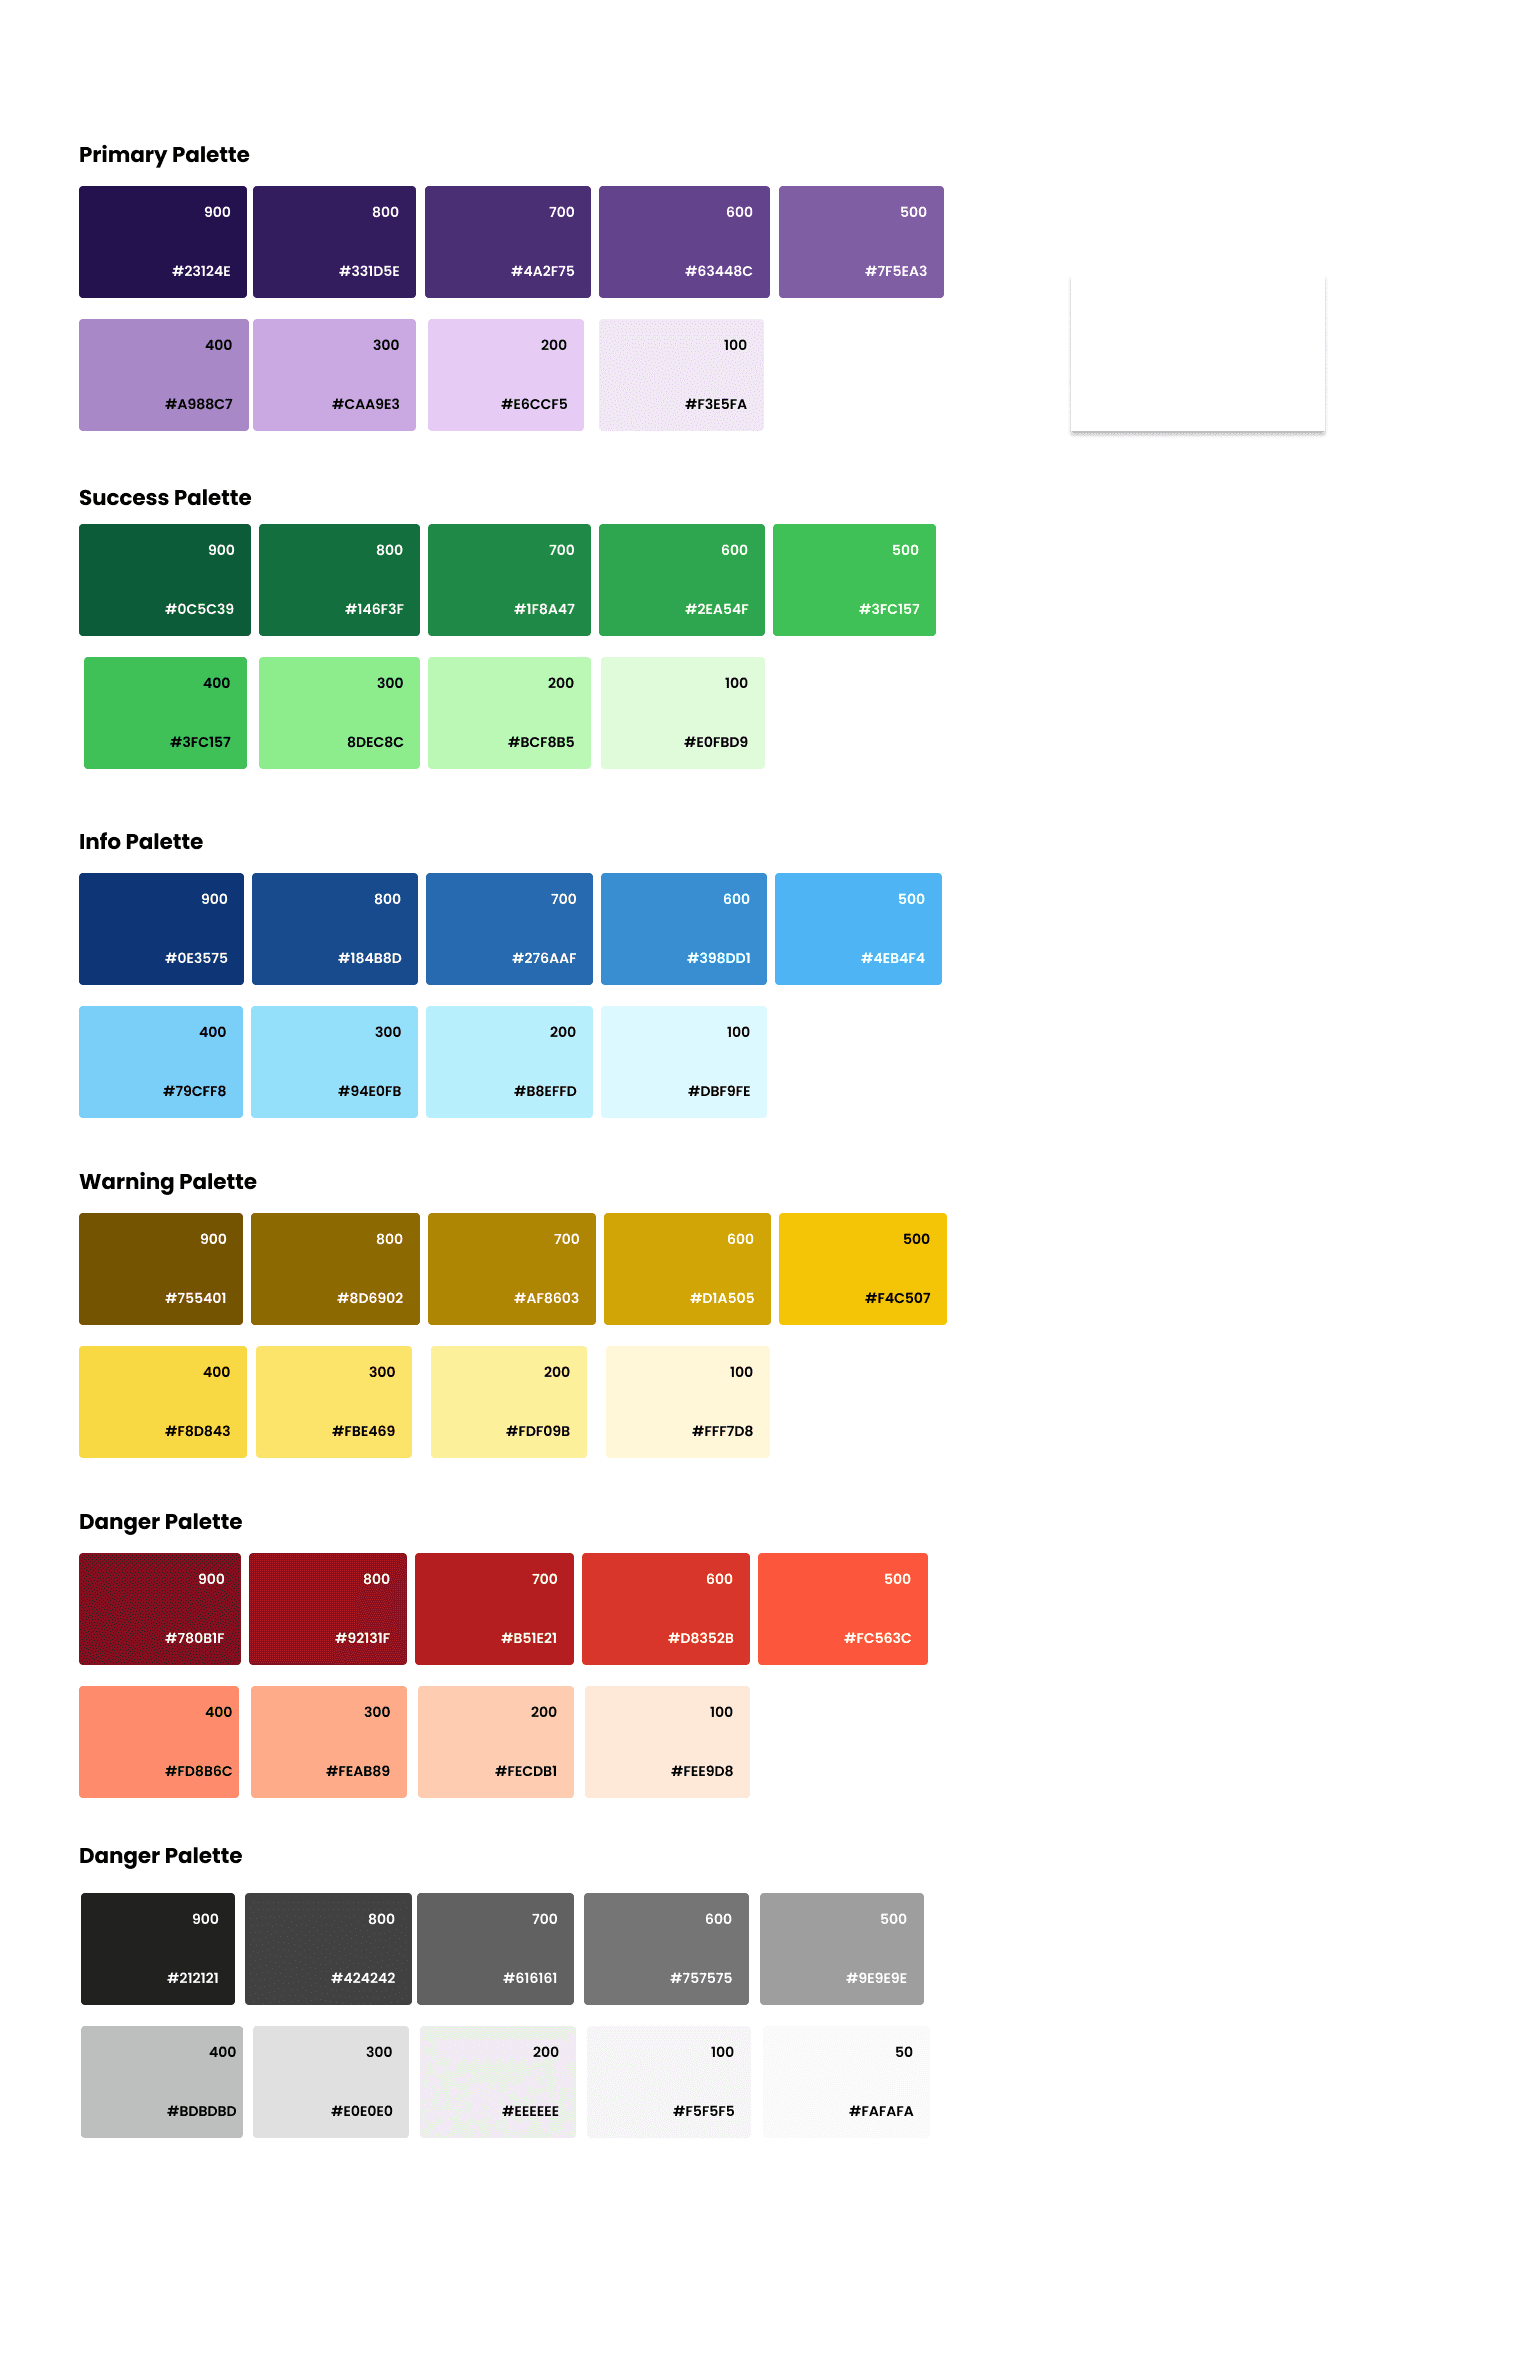 Primary Palette
900 800 700 600 500
#23124E #331D5E #4A2F75 #63448C #7F5EA3
400 300 200 100
#A988C7 #CAA9E3 #E6CCF5 #F3E5FA
Success Palette
900 800 700 600 500
#0C5C39 #146F3F #1F8A47 #2EA54F #3FC157
400 300 200 100
#3FC157 8DEC8C #BCF8B5 #E0FBD9
Info Palette
900 800 700 600 500
#0E3575 #184B8D #276AAF #398DD1 #4EB4F4
400 300 200 100
#79CFF8 #94E0FB #B8EFFD #DBF9FE
Warning Palette
900 800 700 600 500
#755401 #8D6902 #AF8603 #D1A505 #F4C507
400 300 200 100
#F8D843 #FBE469 #FDF09B #FFF7D8
Danger Palette
900 800 700 600 500
#780B1F #92131F #B51E21 #D8352B #FC563C
400 300 200 100
#FD8B6C #FEAB89 #FECDB1 #FEE9D8
Danger Palette
900 800 700 600 500
#212121 #424242 #616161 #757575 #9E9E9E
400 300 200 100 50
#BDBDBD #E0E0E0 #EEEEEE #F5F5F5 #FAFAFA